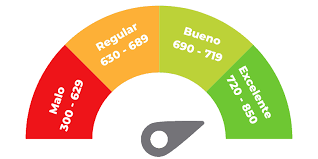 Malo
300 - 629
Regular
630 - 689
Bueno
690 - 719
Excelente
720 - 850